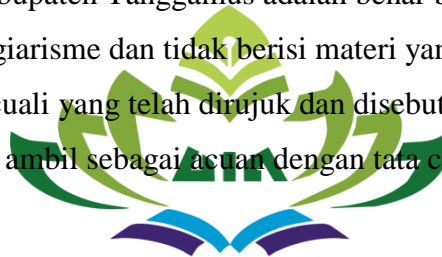 bupaten Tanggamus adalah benar
giarisme dan tidak berisi materi yan
cuali yang telah dirujuk dan disebut
ambil sebagai acuan dengan tata c